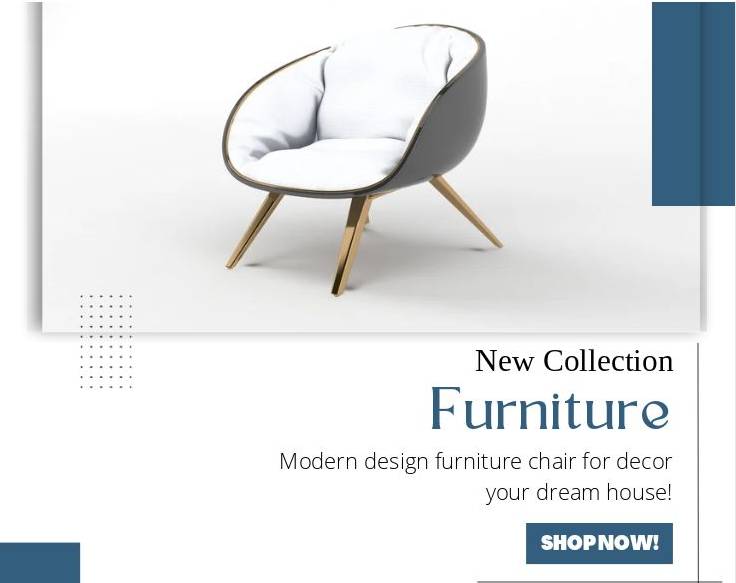 New Collection
Furniture
Modern design furniture chair for decor
your dream house!
SHOP NOW!